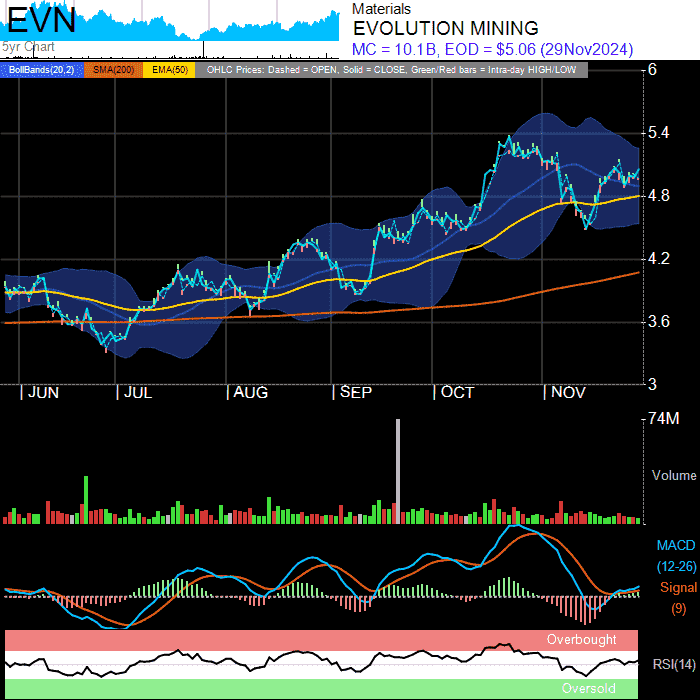 EVN
5yr Chart
Materials
EVOLUTION MINING
MC = 10.1B, EOD = $5.06 (29Nov2024)
BollBands(20,2) SMA(200) EMA(50) OHLC Prices: Dashed = OPEN, Solid = CLOSE, Green/Red bars = Intra-day HIGH/LOW
6
5.4
4.8
4.2
3.6
3
JUN JUL AUG SEP OCT NOV
74M
Volume
MACD
(12-26)
Signal
(9)
Overbought
RSI(14)
Oversold